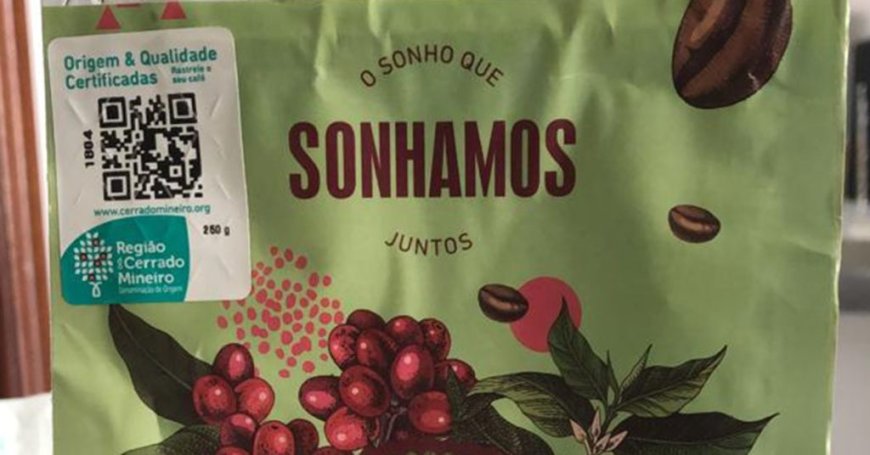 Origem & Qualidade
Certificadas
Rastreie o
seu café
1804
www.cerradomineiro.org
250 g
Região
do Cerrado
Mineiro
Denominação de Origem
O SONHO QUE
SONHAMOS
JUNTOS